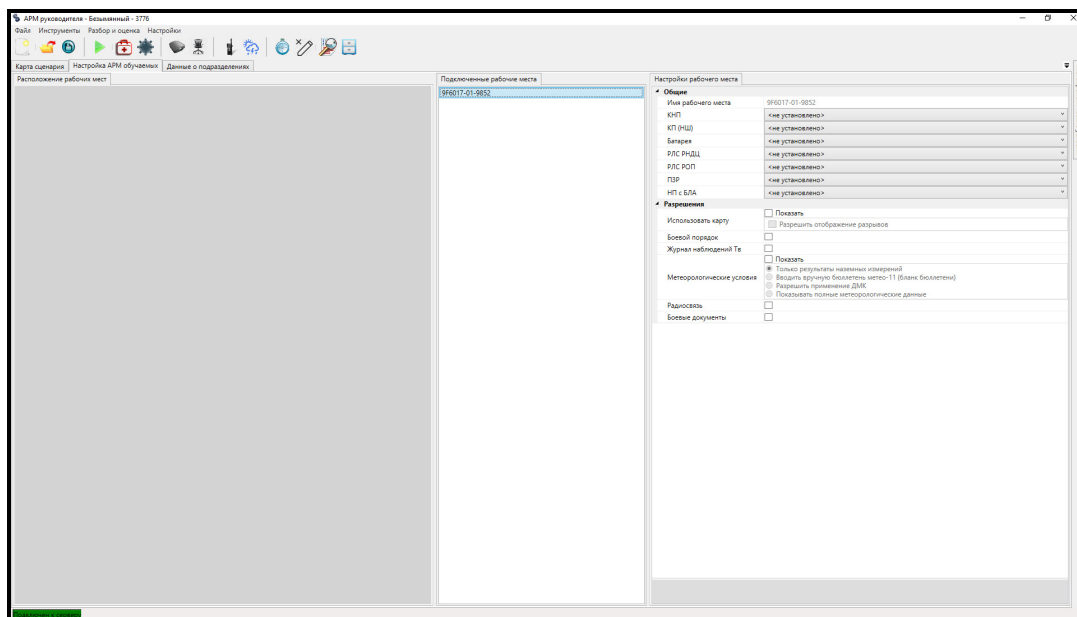 АРМ руководителя - Безымянный - 3776
Файл Инструменты Разбор и оценка Настройки
Карта сценария Настройка АРМ обучаемых Данные о подразделениях
Расположение рабочих мест
Подключенные рабочие места
9F6017-01-9852
Настройки рабочего места
Общие
Имя рабочего места 9F6017-01-9852
КНП <не установлено>
КП (НШ) <не установлено>
Батарея <не установлено>
РЛС РНДЦ <не установлено>
РЛС РОП <не установлено>
ПЗР <не установлено>
НП с БЛА <не установлено>
Разрешения
Использовать карту
Показать
Разрешить отображение разрывов
Боевой порядок
Журнал наблюдений Тв
Метеорологические условия
Показать
Только результаты наземных измерений
Вводить вручную бюллетень метео-11 (бланк бюллетени)
Разрешить применение ДМК
Показывать полные метеорологические данные
Радиосвязь
Боевые документы
Подключен к серверу